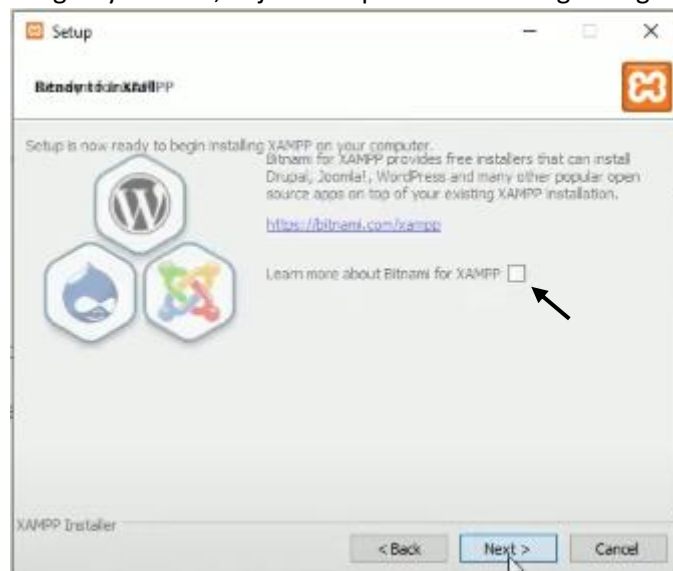 Setup
Setup is now ready to begin installing XAMPP on your computer.
Bitnami for XAMPP provides free installers that can install
Drupal, Joomla!, WordPress and many other popular open
source apps on top of your existing XAMPP installation.
https://bitnami.com/xampp
Learn more about Bitnami for XAMPP
XAMPP Installer
< Back
Next >
Cancel